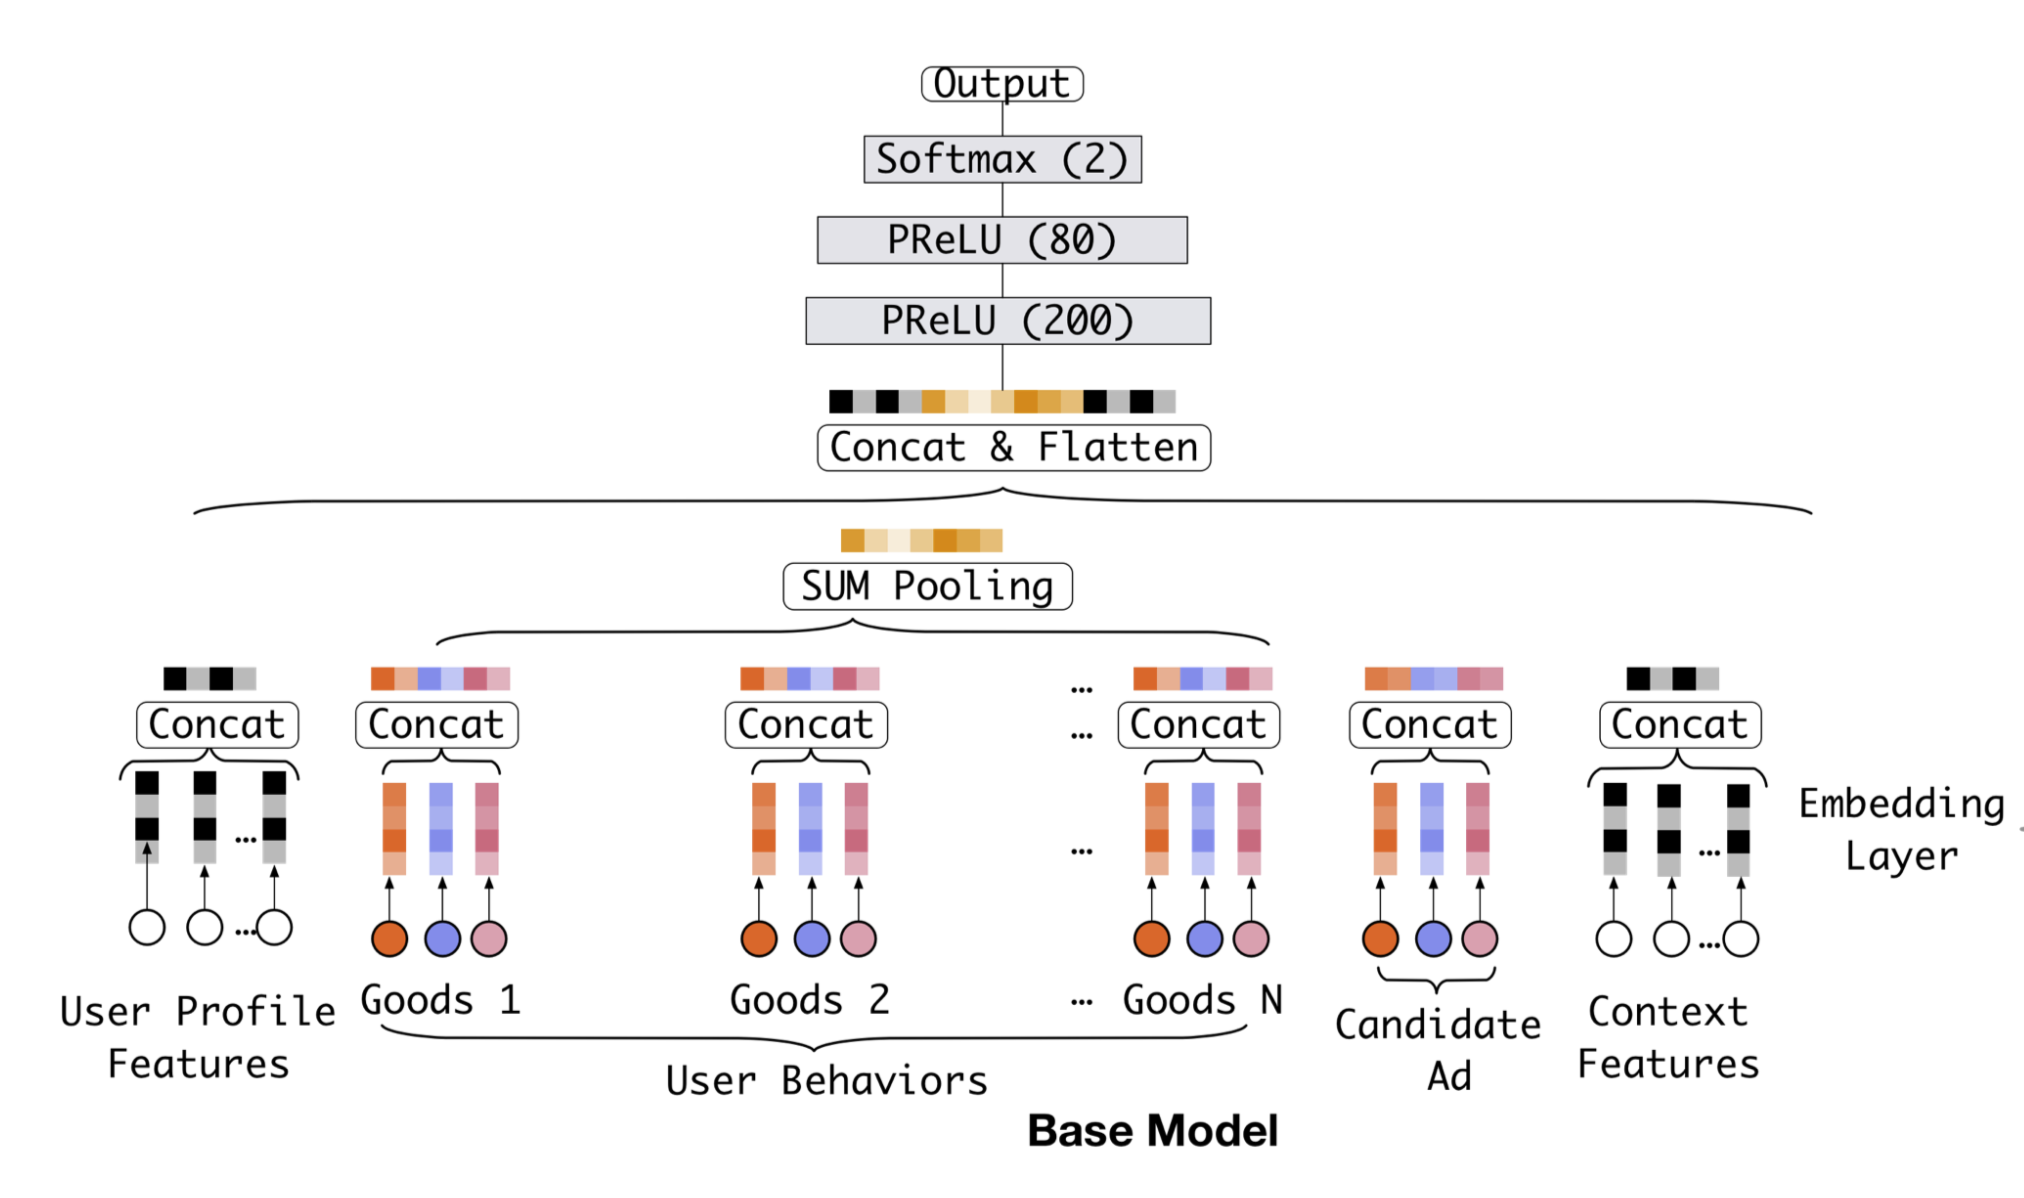 Output
Softmax (2)
PReLU (80)
PReLU (200)
Concat & Flatten
SUM Pooling
... 
Concat Concat Concat ... Concat Concat Concat
... ... ...
Embedding
Layer
... ...
User Profile
Features
Goods 1 Goods 2 ... Goods N
User Behaviors
Candidate
Ad
Context
Features
Base Model